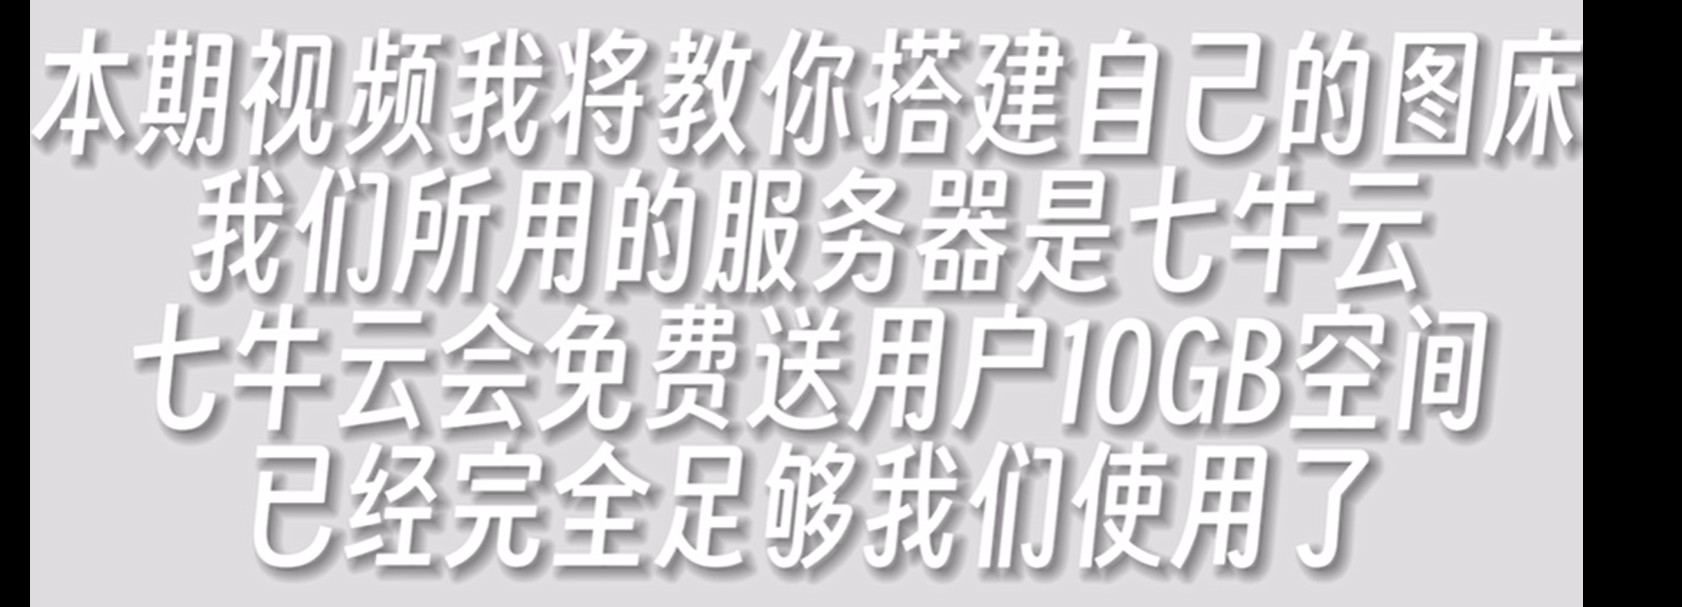 本期视频我将教你搭建自己的图床
我们所用的服务器是七牛云
七牛云会免费送用户10GB空间
已经完全足够我们使用了